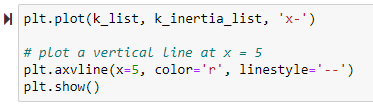 plt.plot(k_list, k_inertia_list, 'x-')
# plot a vertical line at x = 5
plt.axvline(x=5, color='r', linestyle='--')
plt.show()